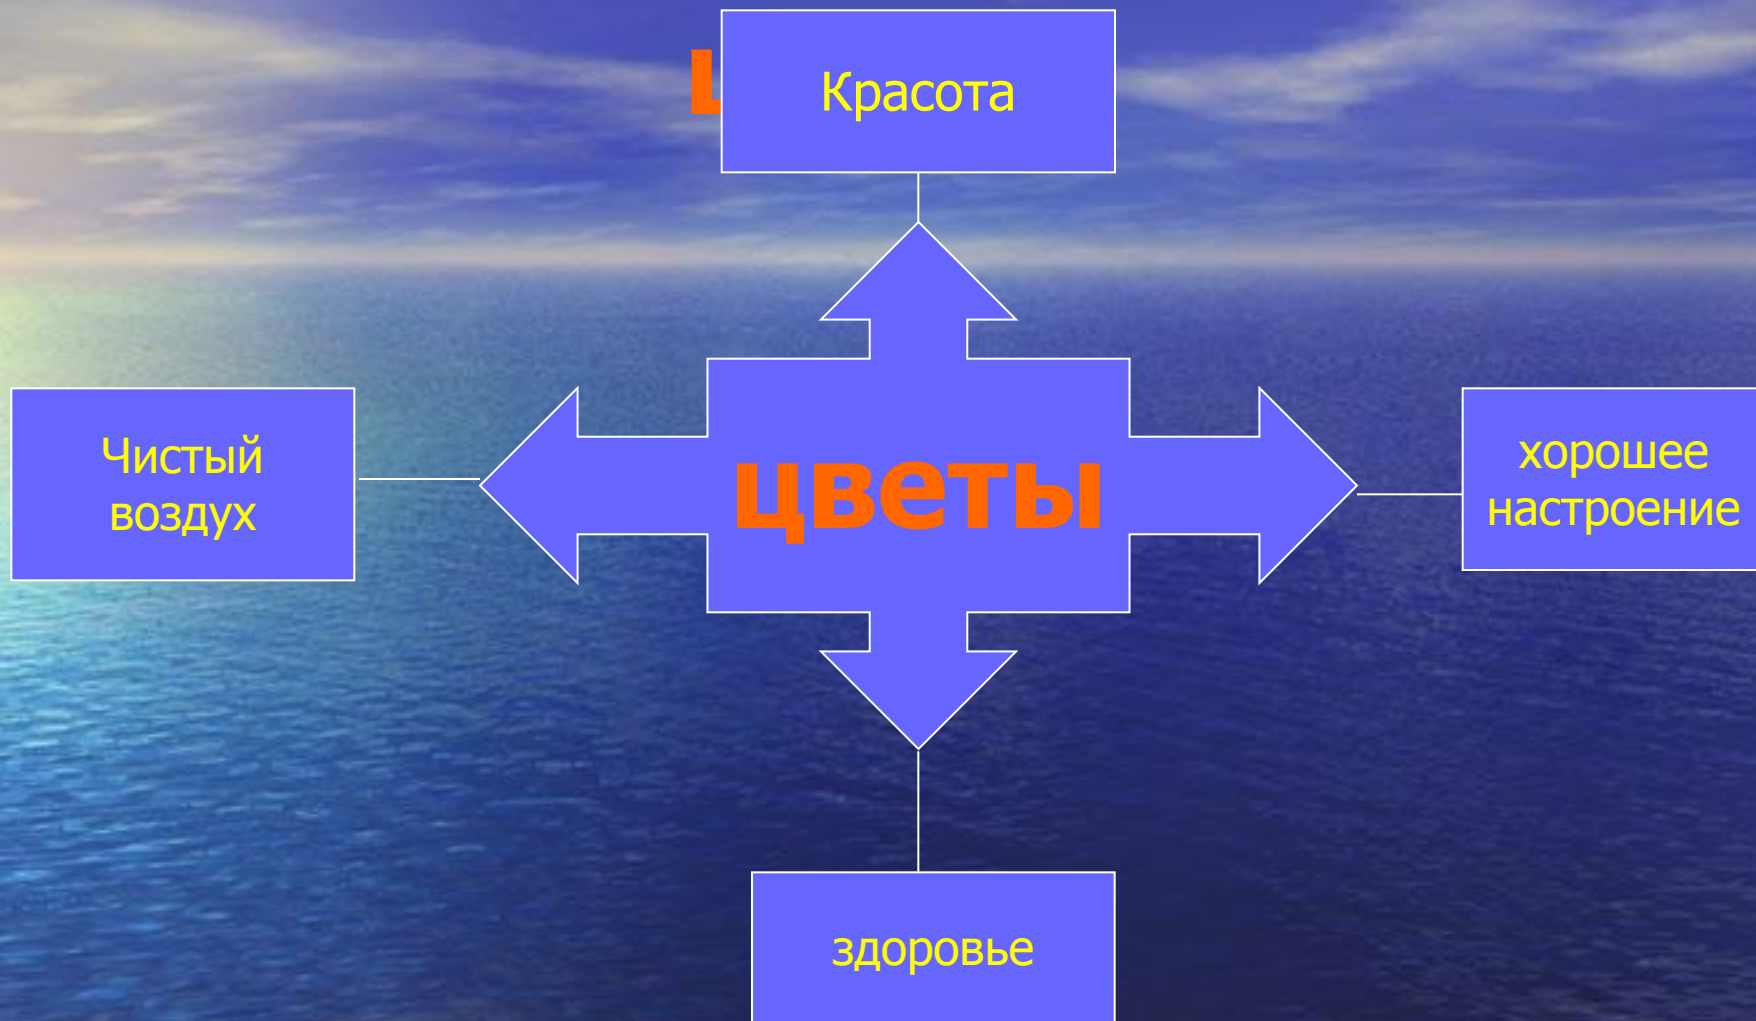 Красота
Чистый
воздух
цветы
хорошее
настроение
здоровье